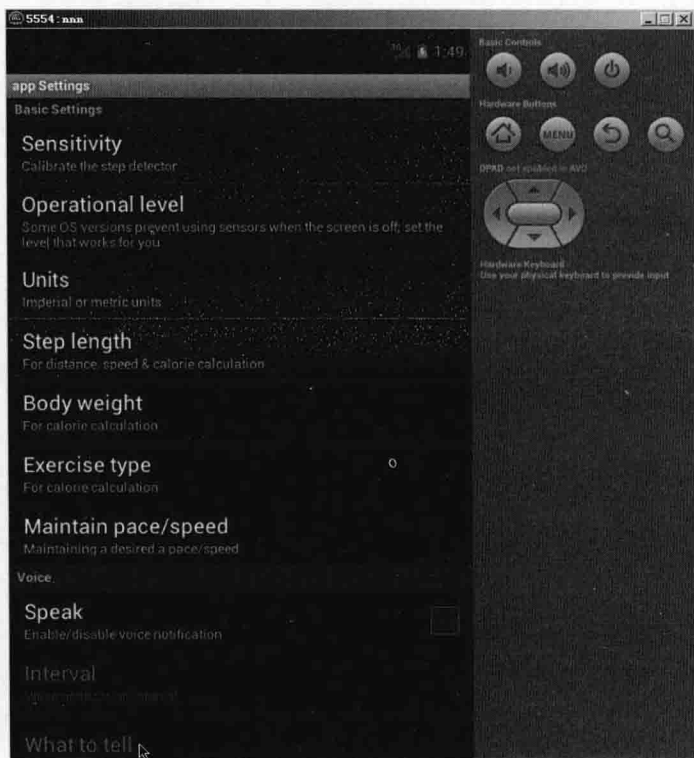 5554:nnn
1:49
app Settings
Basic Settings
Sensitivity
Calibrate the step detector
Operational level
Some OS versions prevent using sensors when the screen is off, set the
level that works for you
Units
Imperial or metric units
Step length
For distance, speed & calorie calculation
Body weight
For calorie calculation
Exercise type
For calorie calculation
Maintain pace/speed
Maintaining a desired a pace/speed
Voice
Speak
Enable/disable voice notification
Interval
What to tell
Basic Controls
Hardware Buttons
MENU
DPAD not enabled in AVD
Hardware Keyboard
Use your physical keyboard to provide input